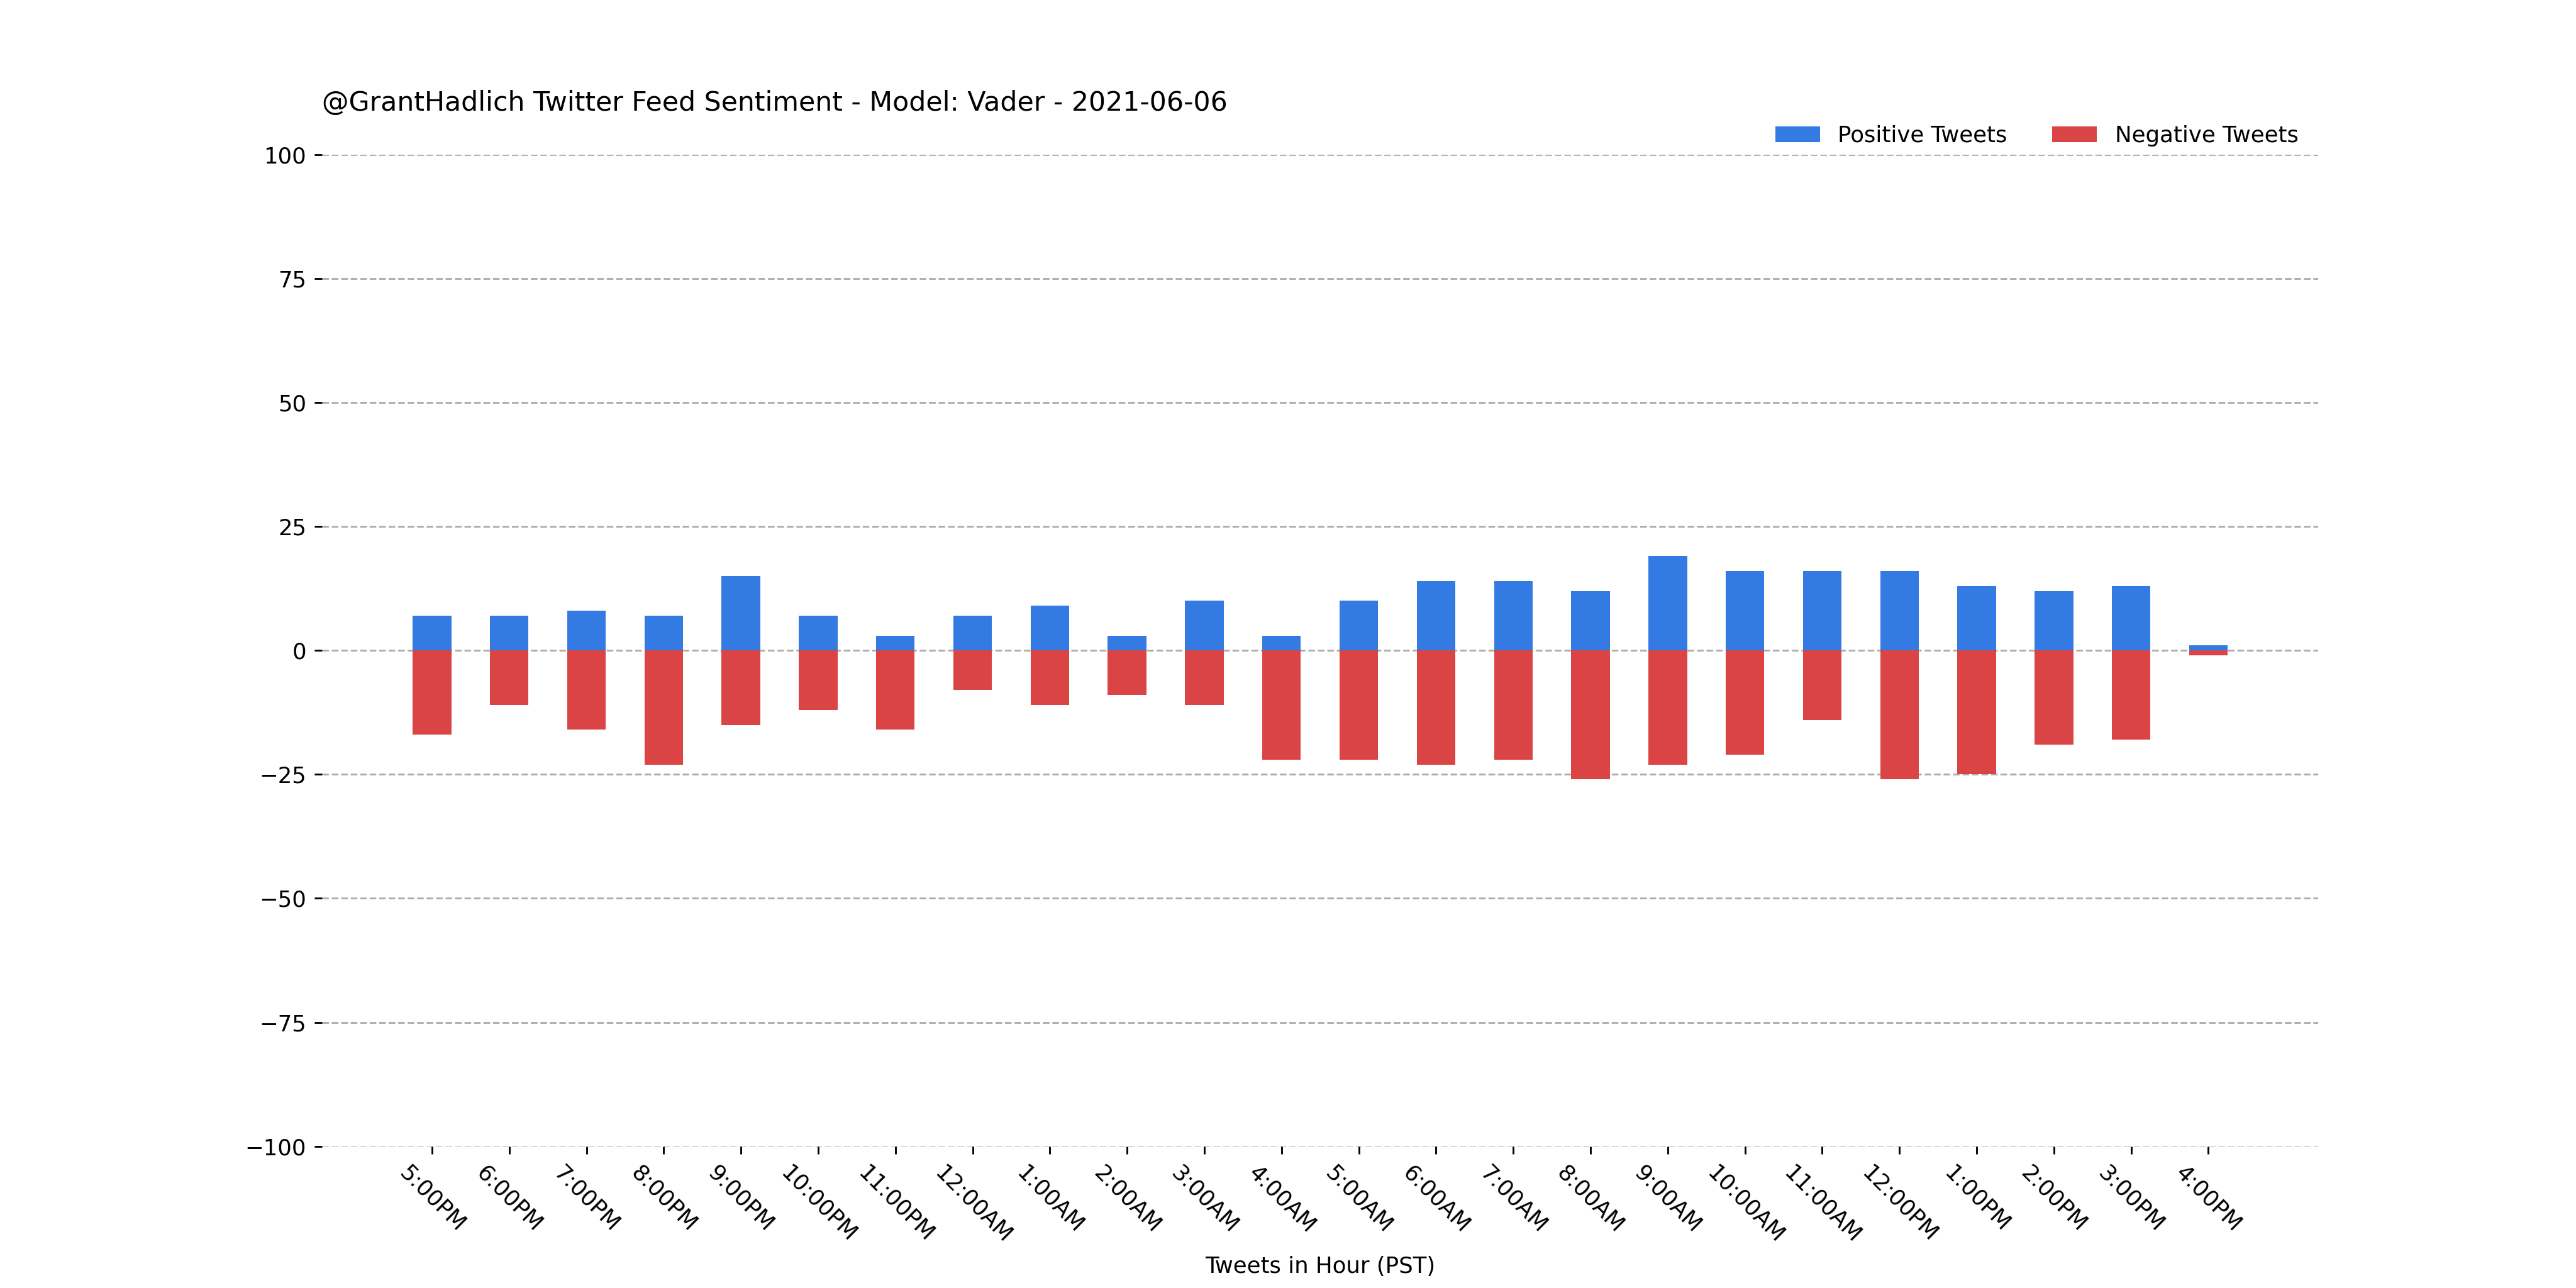 @GrantHadlich Twitter Feed Sentiment - Model: Vader - 2021-06-06
Positive Tweets
Negative Tweets
100
75
50
25
0
−25
−50
−75
−100
5:00PM
6:00PM
7:00PM
8:00PM
9:00PM
10:00PM
11:00PM
12:00AM
1:00AM
2:00AM
3:00AM
4:00AM
5:00AM
6:00AM
7:00AM
8:00AM
9:00AM
10:00AM
11:00AM
12:00PM
1:00PM
2:00PM
3:00PM
4:00PM
Tweets in Hour (PST)